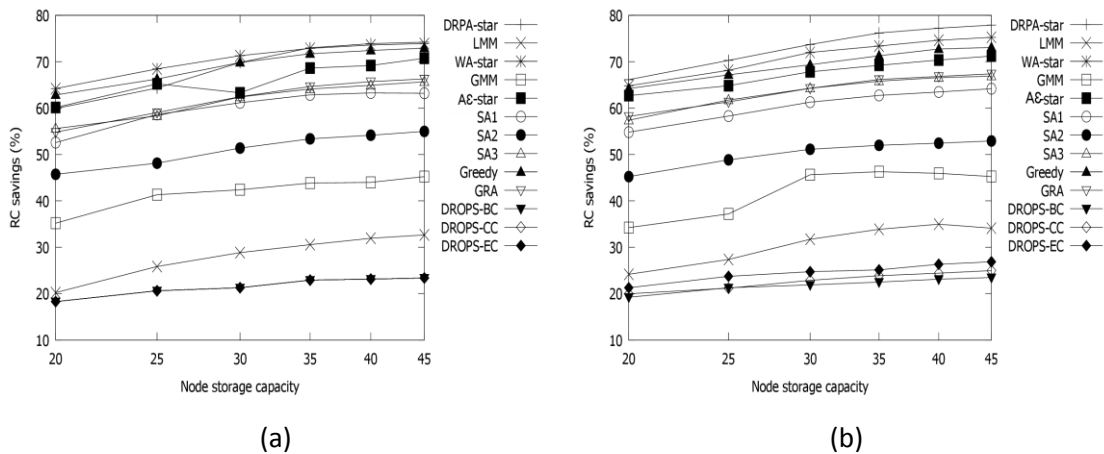 80
70
60
50
40
30
20
10
RC savings (%)
20 25 30 35 40 45
Node storage capacity
DRPA-star
LMM
WA-star
GMM
Aε-star
SA1
SA2
SA3
Greedy
GRA
DROPS-BC
DROPS-CC
DROPS-EC
(a)
80
70
60
50
40
30
20
10
RC savings (%)
20 25 30 35 40 45
Node storage capacity
DRPA-star
LMM
WA-star
GMM
Aε-star
SA1
SA2
SA3
Greedy
GRA
DROPS-BC
DROPS-CC
DROPS-EC
(b)